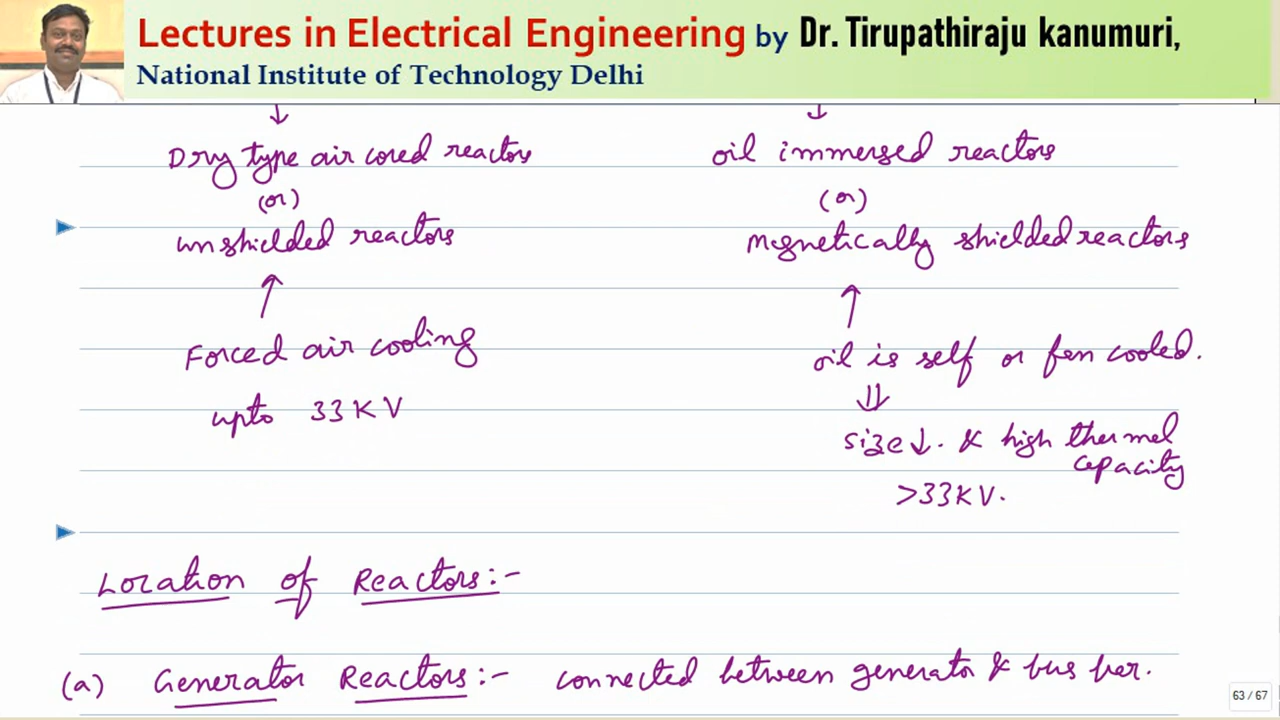 Lectures in Electrical Engineering by Dr. Tirupathiraju kanumuri,
National Institute of Technology Delhi
Dry type air cored reactors
(or)
unshielded reactors
Forced air cooling
upto 33KV
oil immersed reactors
(or)
Magnetically shielded reactors
oil is self or fan cooled.
⇓
size↓. & high thermal
capacity
>33KV.
Location of Reactors:-
(a) Generator Reactors:- connected between generator & bus bar.
63 / 67